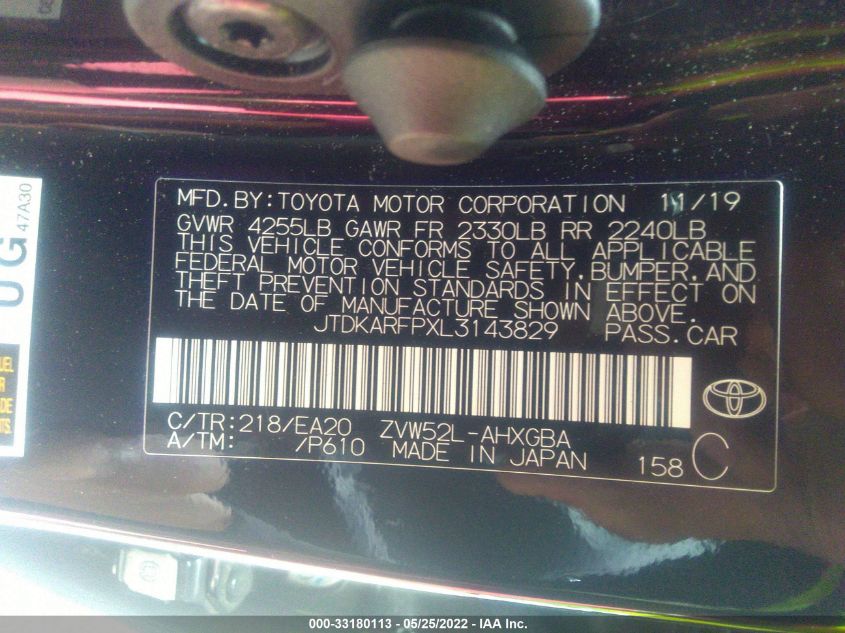 MFD. BY: TOYOTA MOTOR CORPORATION 11/19
GVWR 4255LB GAWR FR 2330LB RR 2240LB
THIS VEHICLE CONFORMS TO ALL APPLICABLE
FEDERAL MOTOR VEHICLE SAFETY, BUMPER, AND
THEFT PREVENTION STANDARDS IN EFFECT ON
THE DATE OF MANUFACTURE SHOWN ABOVE.
JTDKARFPXL3143829 PASS. CAR
C/TR: 218/EA20 ZVW52L-AHXGBA
A/TM: /P610 MADE IN JAPAN
158 C
UG
47A30
000-33180113 - 05/25/2022 - IAA Inc.